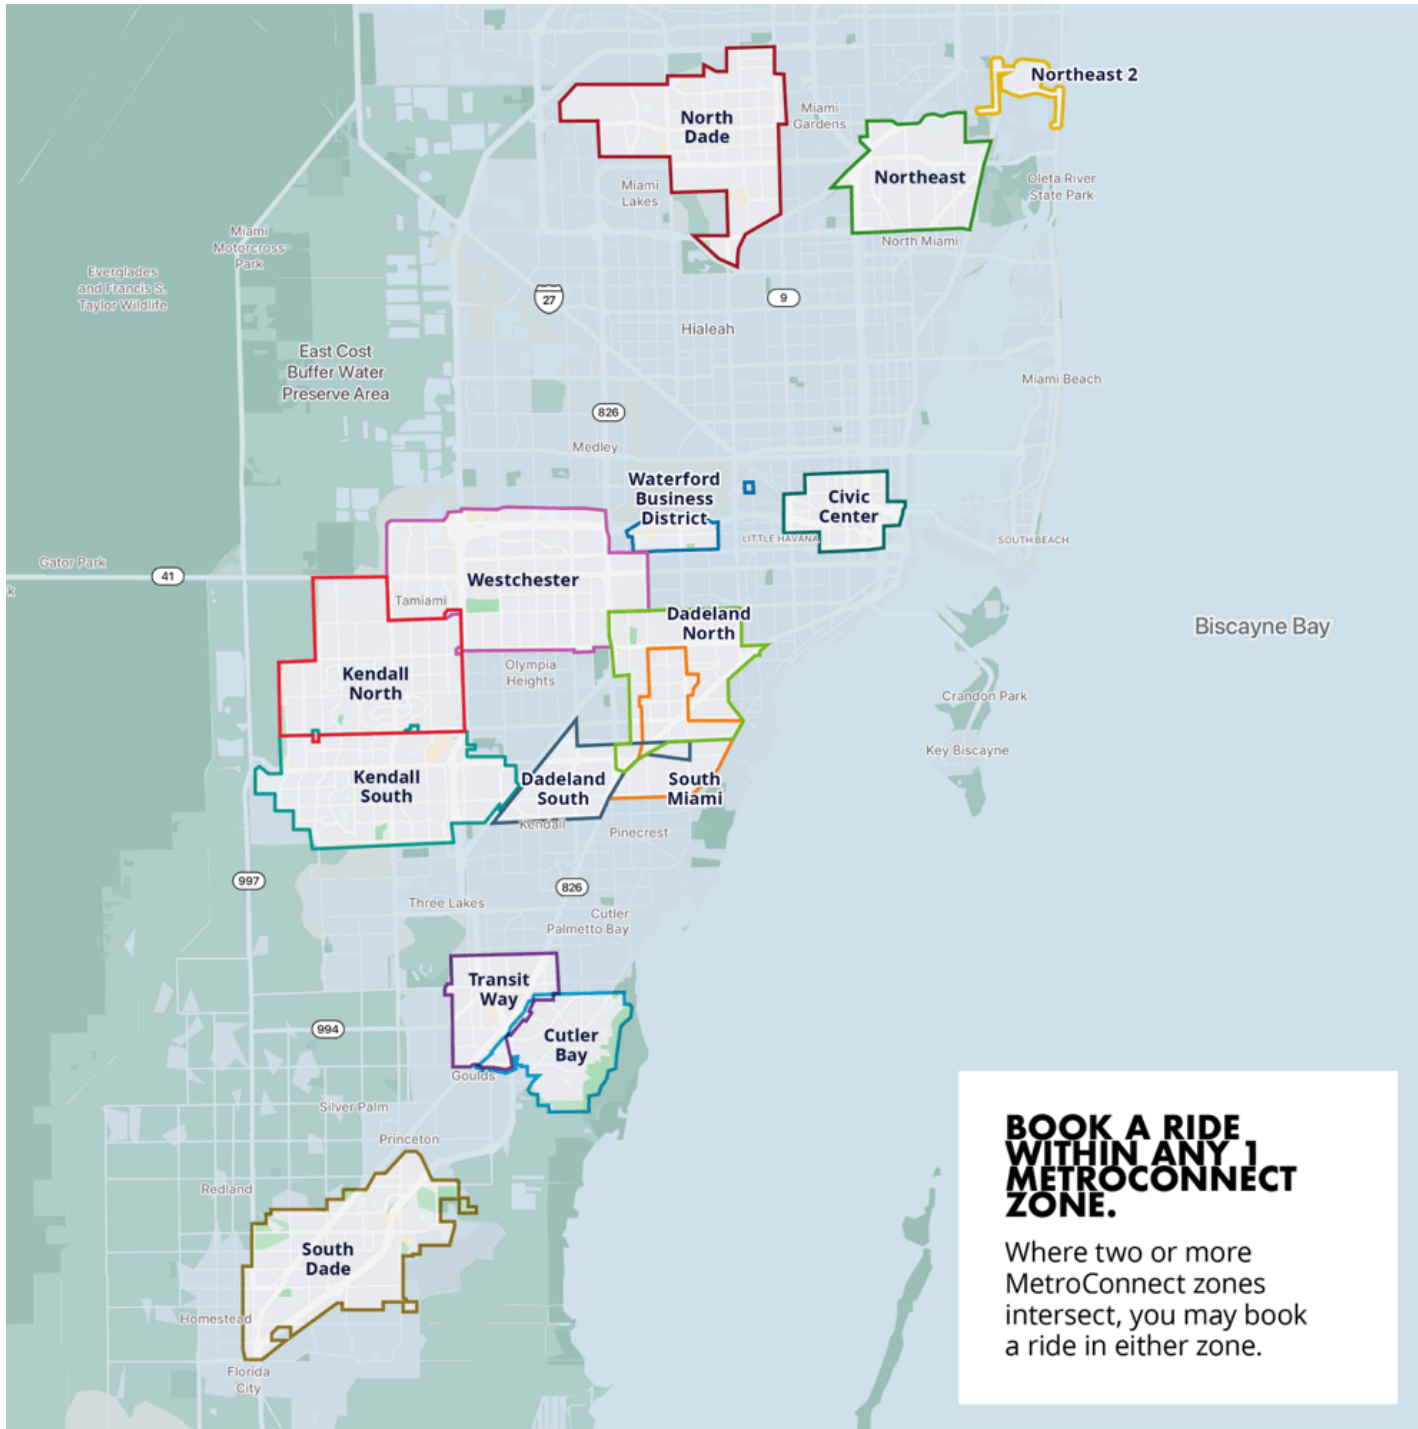 Northeast 2
North
Dade
Miami
Gardens
Northeast
Oleta River
State Park
Miami
Lakes
North Miami
Miami
Motorcross
Park
Everglades
and Francis S.
Taylor Wildlife
27
9
Hialeah
East Cost
Buffer Water
Preserve Area
Miami Beach
826
Medley
Waterford
Business
District
Civic
Center
LITTLE HAVANA
SOUTH BEACH
Gator Park
41
k
Westchester
Tamiami
Dadeland
North
Biscayne Bay
Olympia
Heights
Kendall
North
Crandon Park
Key Biscayne
Kendall
South
Dadeland
South
South
Miami
Kendall
Pinecrest
997
826
Three Lakes
Cutler
Palmetto Bay
Transit
Way
994
Cutler
Bay
Goulds
Silver Palm
Princeton
Redland
South
Dade
Homestead
Florida
City
BOOK A RIDE
WITHIN ANY 1
METROCONNECT
ZONE.
Where two or more
MetroConnect zones
intersect, you may book
a ride in either zone.